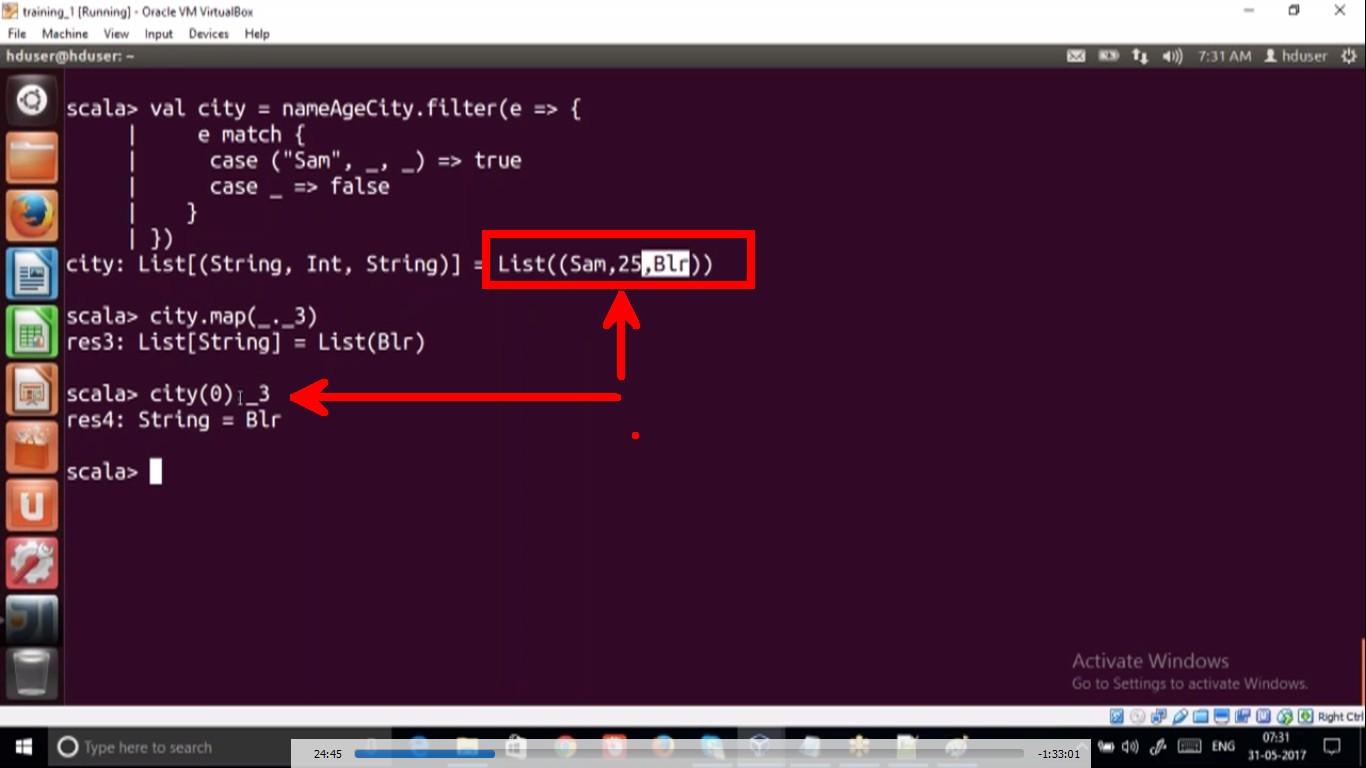 training_1 [Running] - Oracle VM VirtualBox
File Machine View Input Devices Help
hduser@hduser: ~ 7:31 AM hduser
scala> val city = nameAgeCity.filter(e => {
| e match {
| case ("Sam", _, _) => true
| case _ => false
| }
| })
city: List[(String, Int, String)] = List((Sam,25,Blr))
scala> city.map(_._3)
res3: List[String] = List(Blr)
scala> city(0)._3
res4: String = Blr
scala>
Activate Windows
Go to Settings to activate Windows.
Right Ctrl
Type here to search
24:45 -1:33:01
ENG
07:31
31-05-2017